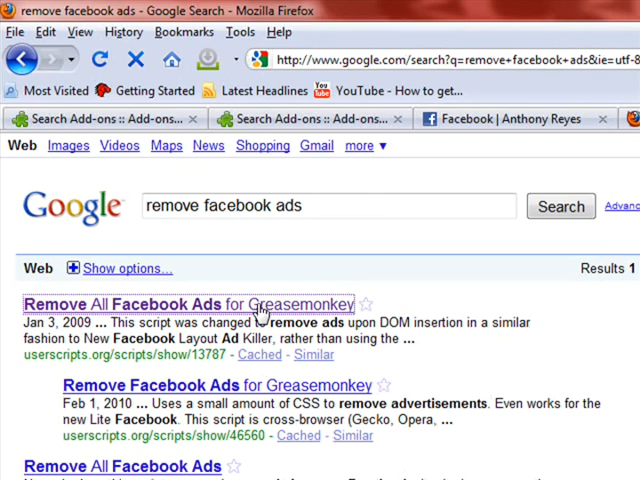 remove facebook ads - Google Search - Mozilla Firefox
File Edit View History Bookmarks Tools Help
http://www.google.com/search?q=remove+facebook+ads&ie=utf-8
Most Visited Getting Started Latest Headlines YouTube - How to get...
Search Add-ons :: Add-ons... Search Add-ons :: Add-ons... Facebook | Anthony Reyes
Web Images Videos Maps News Shopping Gmail more ▼
Google remove facebook ads Search Advanc
Web Show options... Results 1
Remove All Facebook Ads for Greasemonkey
Jan 3, 2009 ... This script was changed to remove ads upon DOM insertion in a similar
fashion to New Facebook Layout Ad Killer, rather than using the ...
userscripts.org/scripts/show/13787 - Cached - Similar
Remove Facebook Ads for Greasemonkey
Feb 1, 2010 ... Uses a small amount of CSS to remove advertisements. Even works for the
new Lite Facebook. This script is cross-browser (Gecko, Opera, ...
userscripts.org/scripts/show/46560 - Cached - Similar
Remove All Facebook Ads